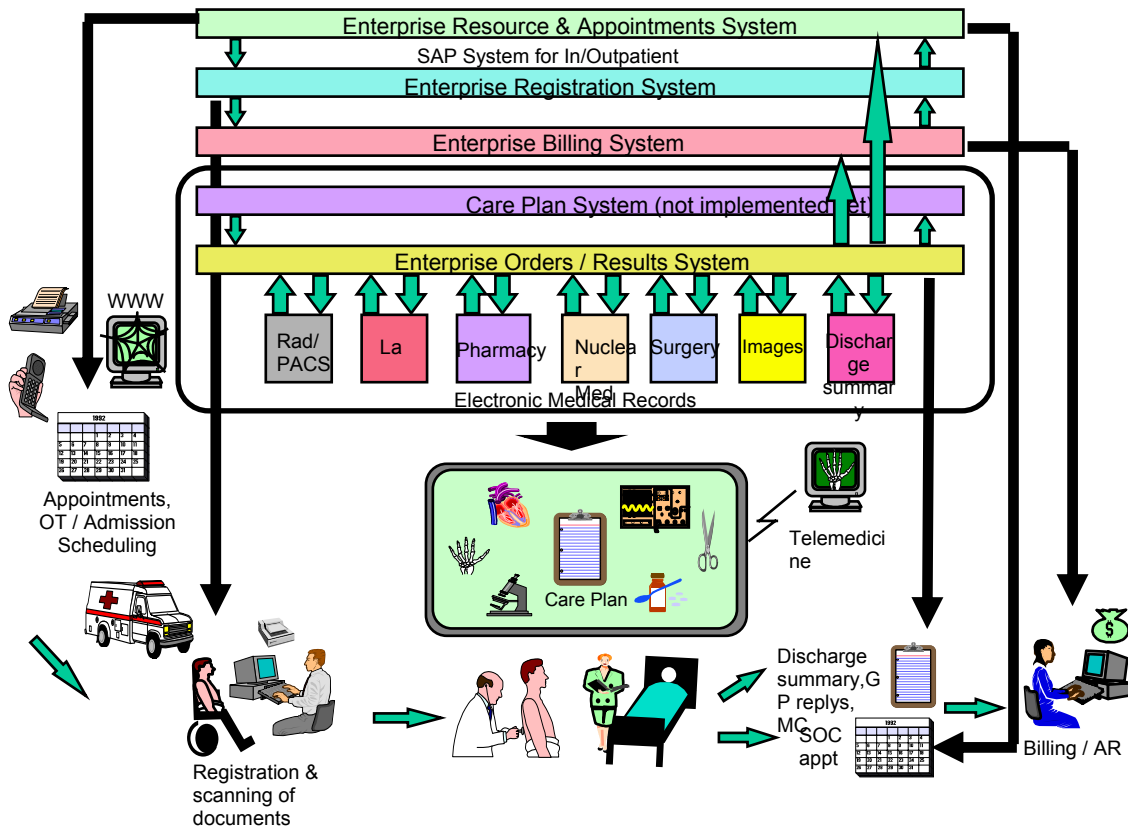 Enterprise Resource & Appointments System
SAP System for In/Outpatient
Enterprise Registration System
Enterprise Billing System
Care Plan System (not implemented et)
Enterprise Orders / Results System
Rad/
PACS
La
Pharmacy
Nuclea
r
Med
Surgery
Images
Dischar
ge
summar
y
Electronic Medical Records
WWW
1992
Appointments,
OT / Admission
Scheduling
Care Plan
Telemedici
ne
Registration &
scanning of
documents
Discharge
summary,G
P replys,
MC
SOC
appt
1992
$
Billing / AR